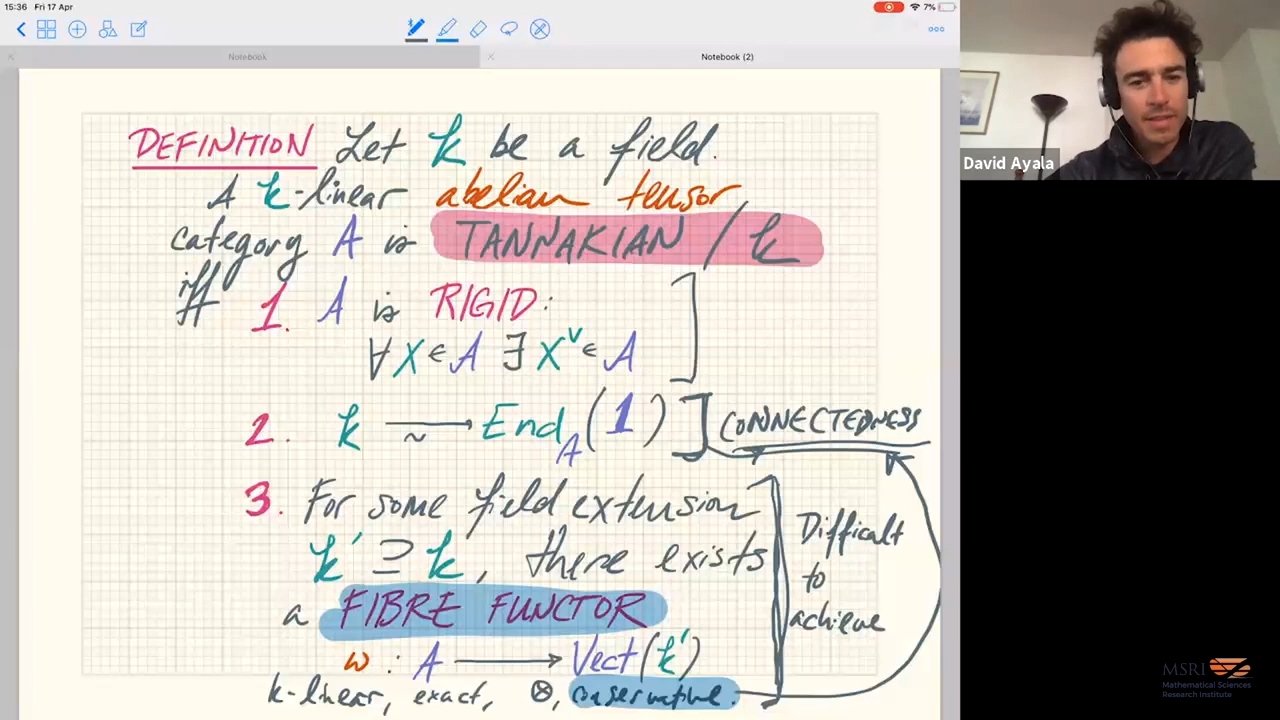 15:36 Fri 17 Apr
7%
Notebook
Notebook (2)
David Ayala
DEFINITION Let k be a field.
A k-linear abelian tensor
category A is TANNAKIAN / k
iff
1. A is RIGID:
∀ X ∈ A ∃ X^∨ ∈ A
2. k ⟶ End_A (1) ] CONNECTEDNESS
~
3. For some field extension
k' ⊇ k, there exists
a FIBRE FUNCTOR
ω : A ⟶ Vect(k')
k-linear, exact, ⊗, conservative.
Difficult
to
achieve
MSRI
Mathematical Sciences
Research Institute